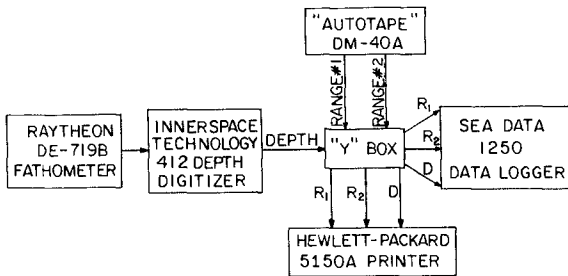 "AUTOTAPE"
DM-40A
RANGE#1
RANGE#2
RAYTHEON
DE-719B
FATHOMETER
INNERSPACE
TECHNOLOGY
412 DEPTH
DIGITIZER
DEPTH
"Y" BOX
R1
R2
D
SEA DATA
1250
DATA LOGGER
R1 R2 D
HEWLETT-PACKARD
5150A PRINTER